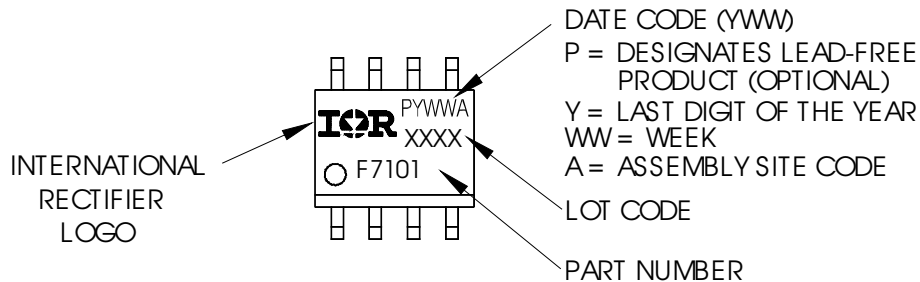 DATE CODE (YWW)
P = DESIGNATES LEAD-FREE
PRODUCT (OPTIONAL)
Y = LAST DIGIT OF THE YEAR
WW = WEEK
A = ASSEMBLY SITE CODE
LOT CODE
PART NUMBER
INTERNATIONAL
RECTIFIER
LOGO
IOR
PYWWA
XXXX
F7101